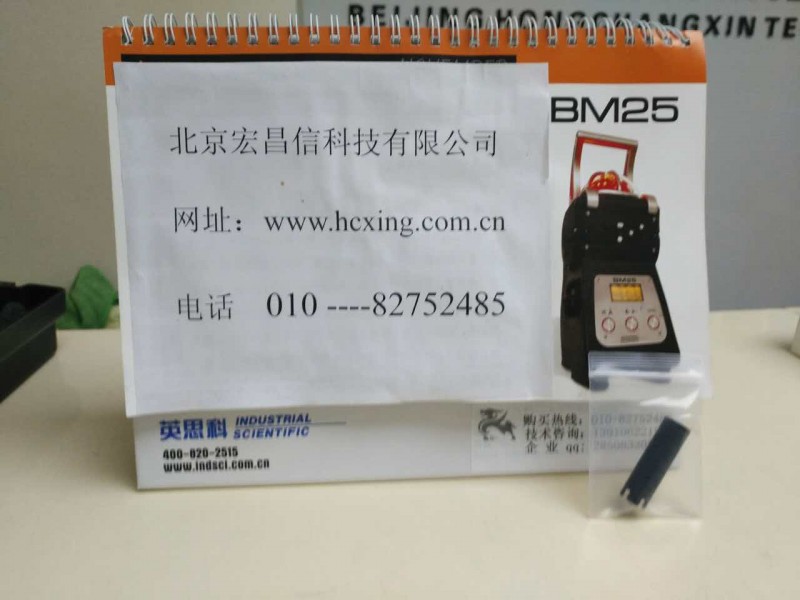 BEIJING HONGCHANGXIN TE
BM25
北京宏昌信科技有限公司
网址：www.hcxing.com.cn
电话 010 ----82752485
BM25
英思科 INDUSTRIAL SCIENTIFIC
400-820-2515
www.indsci.com.cn
购买热线：
技术咨询：
企 业 qq：